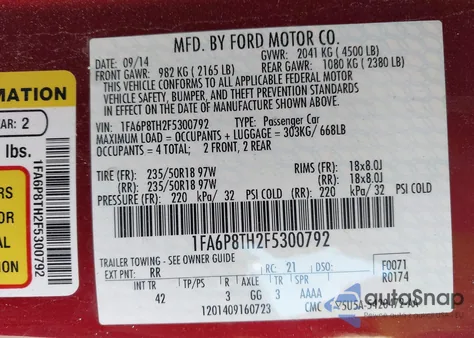 MFD. BY FORD MOTOR CO.
DATE: 09/14
GVWR: 2041 KG ( 4500 LB)
FRONT GAWR: 982 KG ( 2165 LB)
REAR GAWR: 1080 KG ( 2380 LB)
THIS VEHICLE CONFORMS TO ALL APPLICABLE FEDERAL MOTOR
VEHICLE SAFETY, BUMPER, AND THEFT PREVENTION STANDARDS
IN EFFECT ON THE DATE OF MANUFACTURE SHOWN ABOVE.
VIN: 1FA6P8TH2F5300792 TYPE: Passenger Car
MAXIMUM LOAD = OCCUPANTS + LUGGAGE = 303KG/ 668LB
OCCUPANTS = 4 TOTAL; 2 FRONT, 2 REAR
TIRE: (FR) 235/50R18 97W RIMS (FR): 18x8.0J
(RR) 235/50R18 97W (RR): 18x8.0J
PRESSURE (FR) 220 kPa/ 32 PSI COLD (RR) 220 kPa/ 32 PSI COLD
1FA6P8TH2F5300792
TRAILER TOWING - SEE OWNER GUIDE
EXT PNT: RR RC: 21 DSO: F0071
R0174
INT TR TP/PS R AXLE TR SPR
42 3 GG 3 AAAA
1201409160723 CMC
autoSnap
MATION
AR: 2
lbs.
1FA6P8TH2F5300792
RS
OR